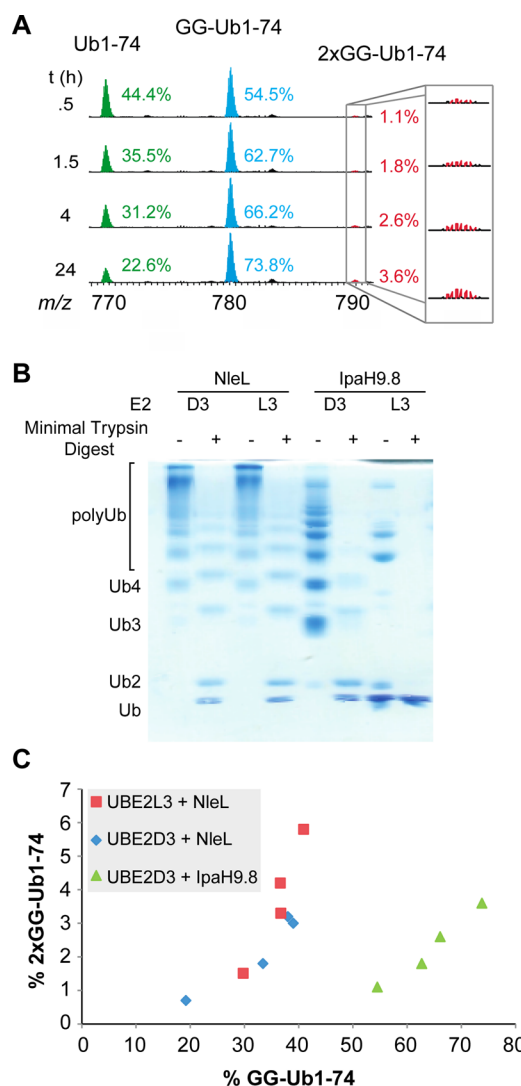 A
Ub1-74 GG-Ub1-74 2xGG-Ub1-74
t (h)
.5 44.4% 54.5% 1.1%
1.5 35.5% 62.7% 1.8%
4 31.2% 66.2% 2.6%
24 22.6% 73.8% 3.6%
m/z 770 780 790
B
NleL IpaH9.8
E2 D3 L3 D3 L3
Minimal Trypsin
Digest - + - + - + - +
polyUb
Ub4
Ub3
Ub2
Ub
C
7
6
5
4
3
2
1
0
% 2xGG-Ub1-74
UBE2L3 + NleL
UBE2D3 + NleL
UBE2D3 + IpaH9.8
0 10 20 30 40 50 60 70 80
% GG-Ub1-74